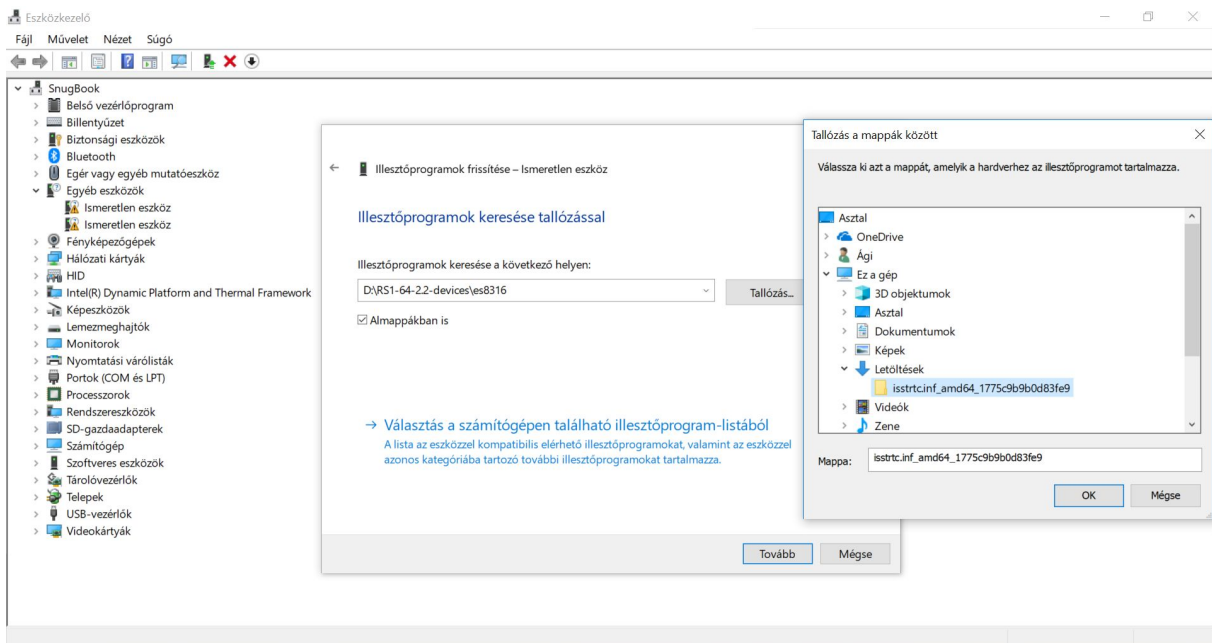 Eszközkezelő
Fájl Művelet Nézet Súgó
SnugBook
Belső vezérlőprogram
Billentyűzet
Biztonsági eszközök
Bluetooth
Egér vagy egyéb mutatóeszköz
Egyéb eszközök
Ismeretlen eszköz
Ismeretlen eszköz
Fényképezőgépek
Hálózati kártyák
HID
Intel(R) Dynamic Platform and Thermal Framework
Képeszközök
Lemezmeghajtók
Monitorok
Nyomtatási várólisták
Portok (COM és LPT)
Processzorok
Rendszereszközök
SD-gazdaadapterek
Számítógép
Szoftveres eszközök
Tárolóvezérlők
Telepek
USB-vezérlők
Videokártyák
Illesztőprogramok frissítése – Ismeretlen eszköz
Illesztőprogramok keresése tallózással
Illesztőprogramok keresése a következő helyen:
D:\RS1-64-2.2-devices\es8316
Tallózás...
Almappákban is
Választás a számítógépen található illesztőprogram-listából
A lista az eszközzel kompatibilis elérhető illesztőprogramokat, valamint az eszközzel
azonos kategóriába tartozó további illesztőprogramokat tartalmazza.
Tovább
Mégse
Tallózás a mappák között
Válassza ki azt a mappát, amelyik a hardverhez az illesztőprogramot tartalmazza.
Asztal
OneDrive
Ági
Ez a gép
3D objektumok
Asztal
Dokumentumok
Képek
Letöltések
isstrtc.inf_amd64_1775c9b9b0d83fe9
Videók
Zene
Mappa: isstrtc.inf_amd64_1775c9b9b0d83fe9
OK
Mégse